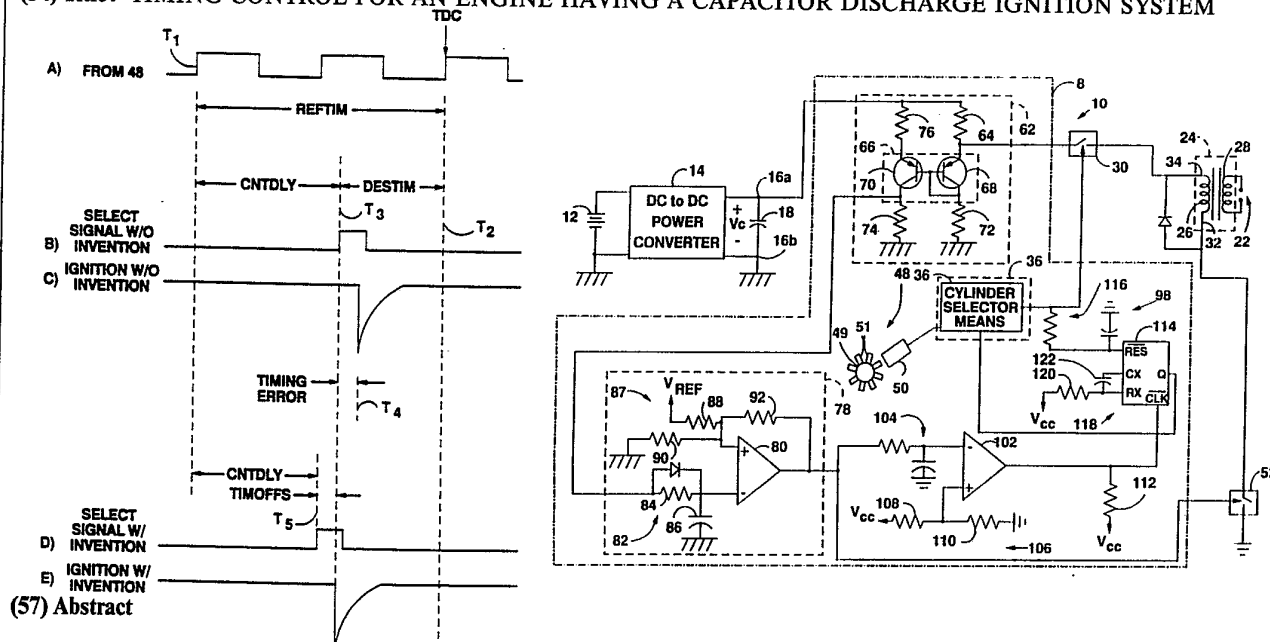 TIMING CONTROL FOR AN ENGINE HAVING A CAPACITOR DISCHARGE IGNITION SYSTEM
TDC
T1
A) FROM 48
REFTIM
CNTDLY
DESTIM
T3
T2
SELECT
SIGNAL W/O
B) INVENTION
IGNITION W/O
C) INVENTION
TIMING
ERROR
T4
CNTDLY
TIMOFFS
T5
SELECT
SIGNAL W/
D) INVENTION
IGNITION W/
E) INVENTION
(57) Abstract
8
10
76
64
62
66
70
68
74
72
30
24
34
28
26
32
22
14
16a
DC to DC
POWER
CONVERTER
12
+
Vc
-
18
16b
48
36
36
CYLINDER
SELECTOR
MEANS
49
51
50
116
98
114
RES
CX
Q
RX
CLK
122
120
Vcc
118
VREF
87
88
92
78
90
80
+
-
84
82
86
104
102
-
+
108
Vcc
110
106
112
Vcc